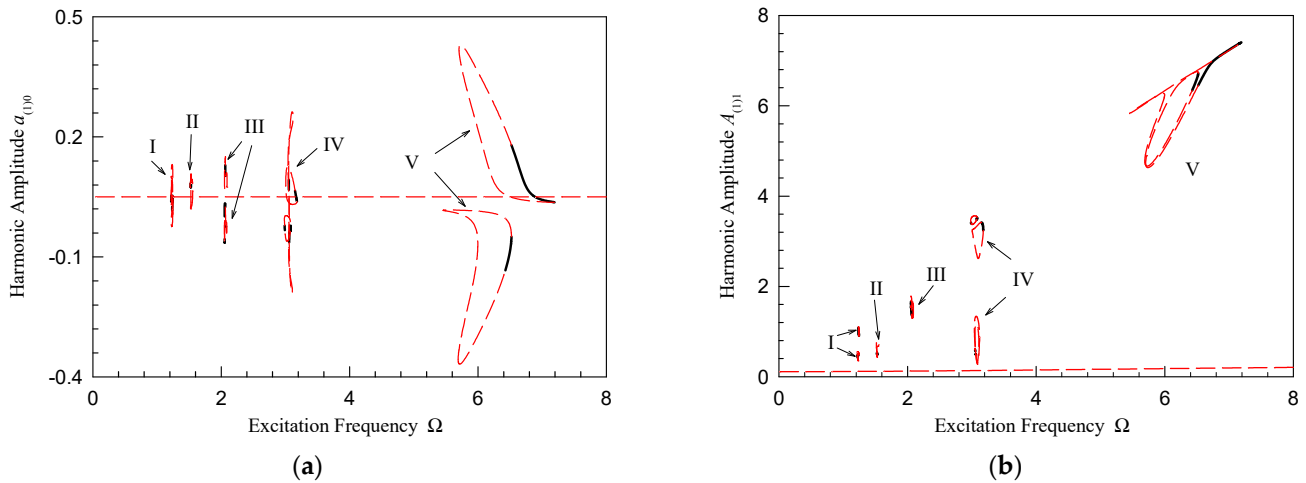 0.5
0.2
-0.1
-0.4
Harmonic Amplitude a(1)0
I
II
III
IV
V
0
2
4
6
8
Excitation Frequency Ω
(a)
8
6
4
2
0
Harmonic Amplitude A(1)1
I
II
III
IV
V
0
2
4
6
8
Excitation Frequency Ω
(b)